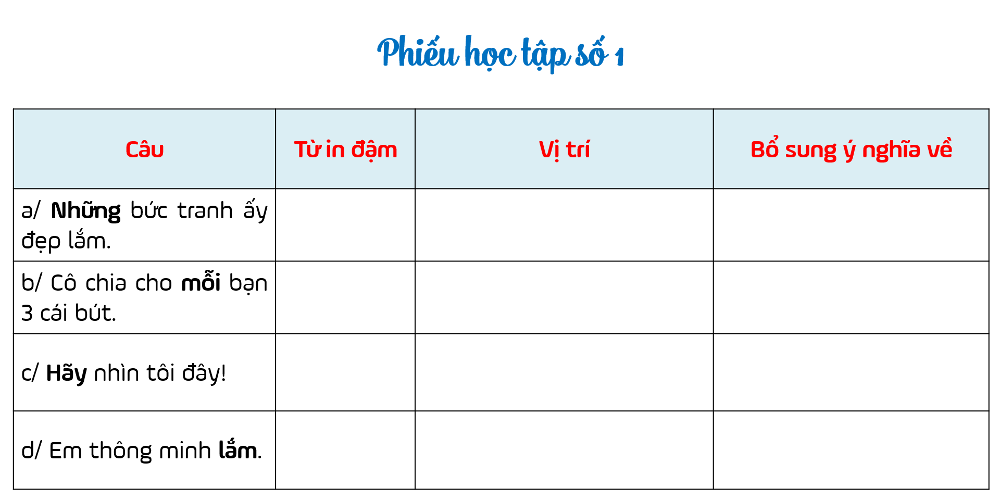 Phiếu học tập số 1
Câu
Từ in đậm
Vị trí
Bổ sung ý nghĩa về
a/ Những bức tranh ấy
đẹp lắm.
b/ Cô chia cho mỗi bạn
3 cái bút.
c/ Hãy nhìn tôi đây!
d/ Em thông minh lắm.